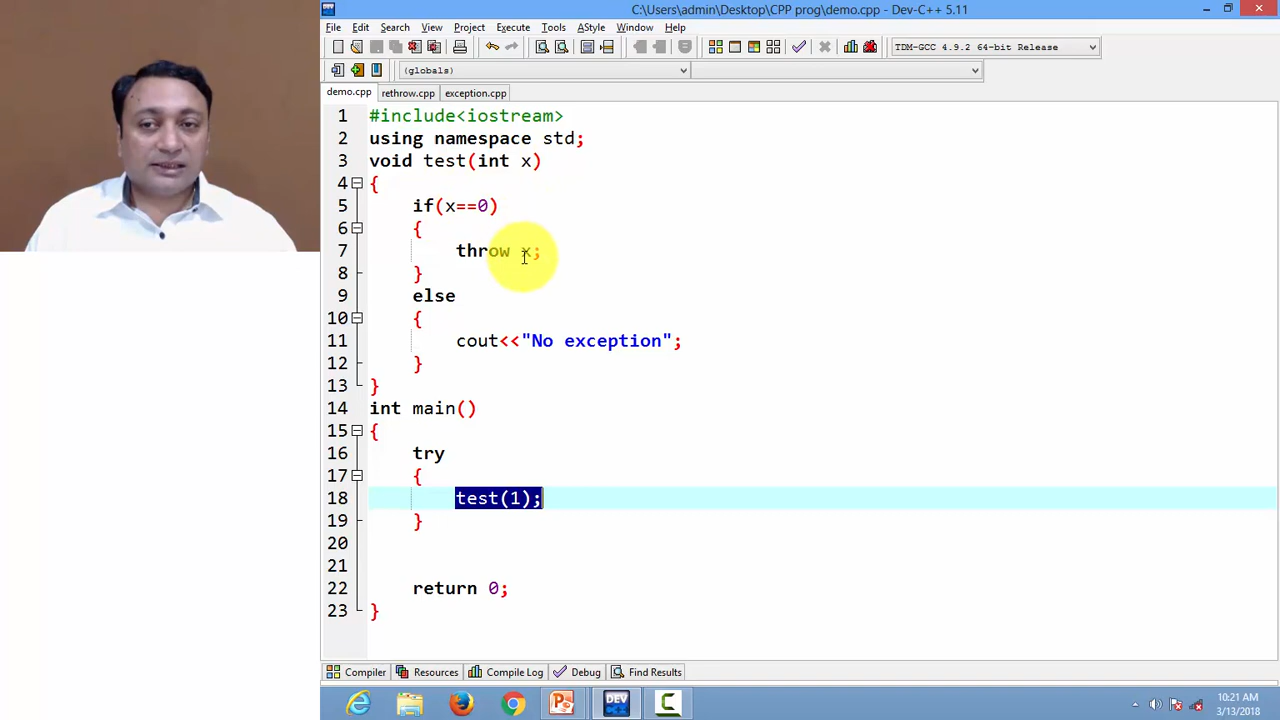 C:\Users\admin\Desktop\CPP prog\demo.cpp - Dev-C++ 5.11
File Edit Search View Project Execute Tools AStyle Window Help
TDM-GCC 4.9.2 64-bit Release
(globals)
demo.cpp rethrow.cpp exception.cpp
1 #include<iostream>
2 using namespace std;
3 void test(int x)
4 {
5 if(x==0)
6 {
7 throw x;
8 }
9 else
10 {
11 cout<<"No exception";
12 }
13 }
14 int main()
15 {
16 try
17 {
18 test(1);
19 }
20
21
22 return 0;
23 }
Compiler Resources Compile Log Debug Find Results
DEV
10:21 AM
3/13/2018